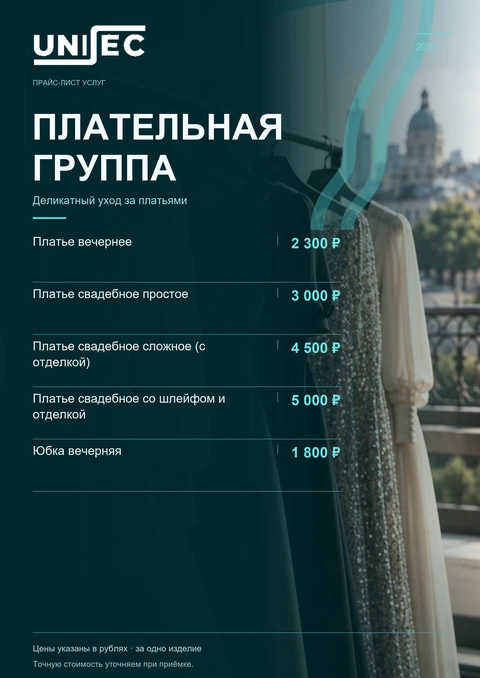 UNISEC
ПРАЙС-ЛИСТ УСЛУГ
ПЛАТЕЛЬНАЯ
ГРУППА
Деликатный уход за платьями
Платье вечернее 2 300 ₽
Платье свадебное простое 3 000 ₽
Платье свадебное сложное (с
отделкой) 4 500 ₽
Платье свадебное со шлейфом и
отделкой 5 000 ₽
Юбка вечерняя 1 800 ₽
Цены указаны в рублях · за одно изделие
Точную стоимость уточняем при приёмке.